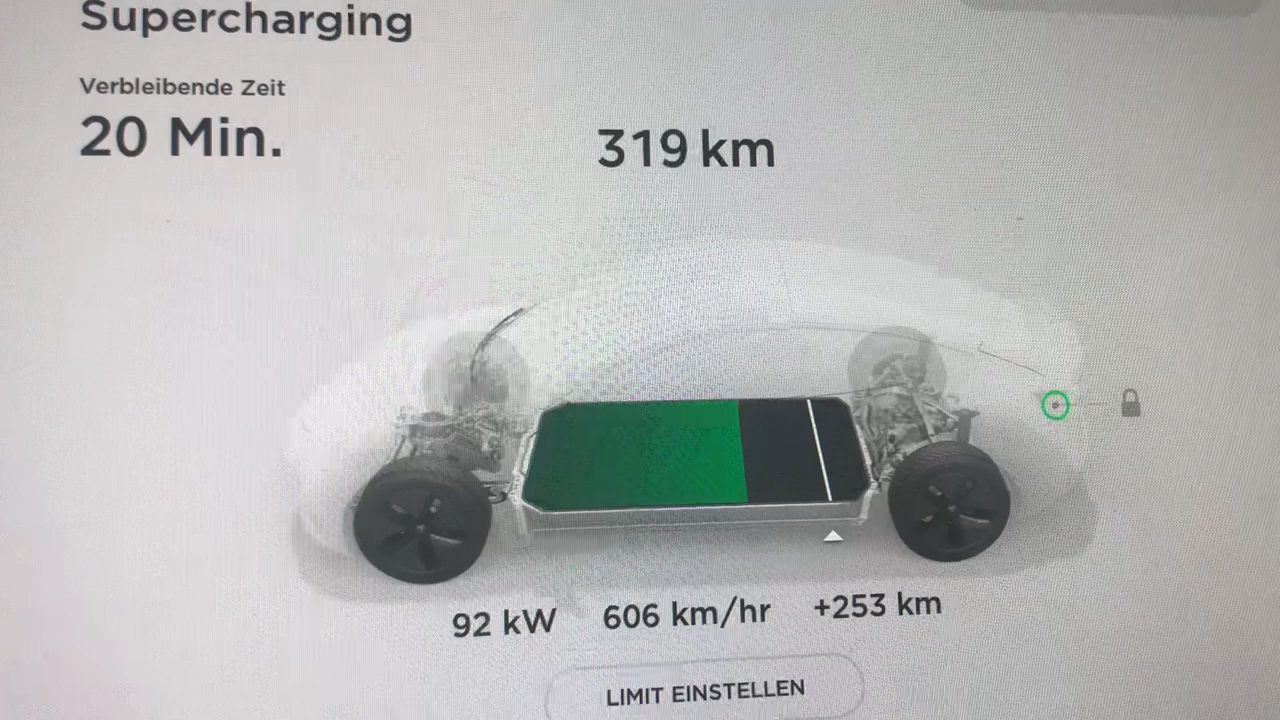 Supercharging
Verbleibende Zeit
20 Min.
319 km
92 kW 606 km/hr +253 km
LIMIT EINSTELLEN